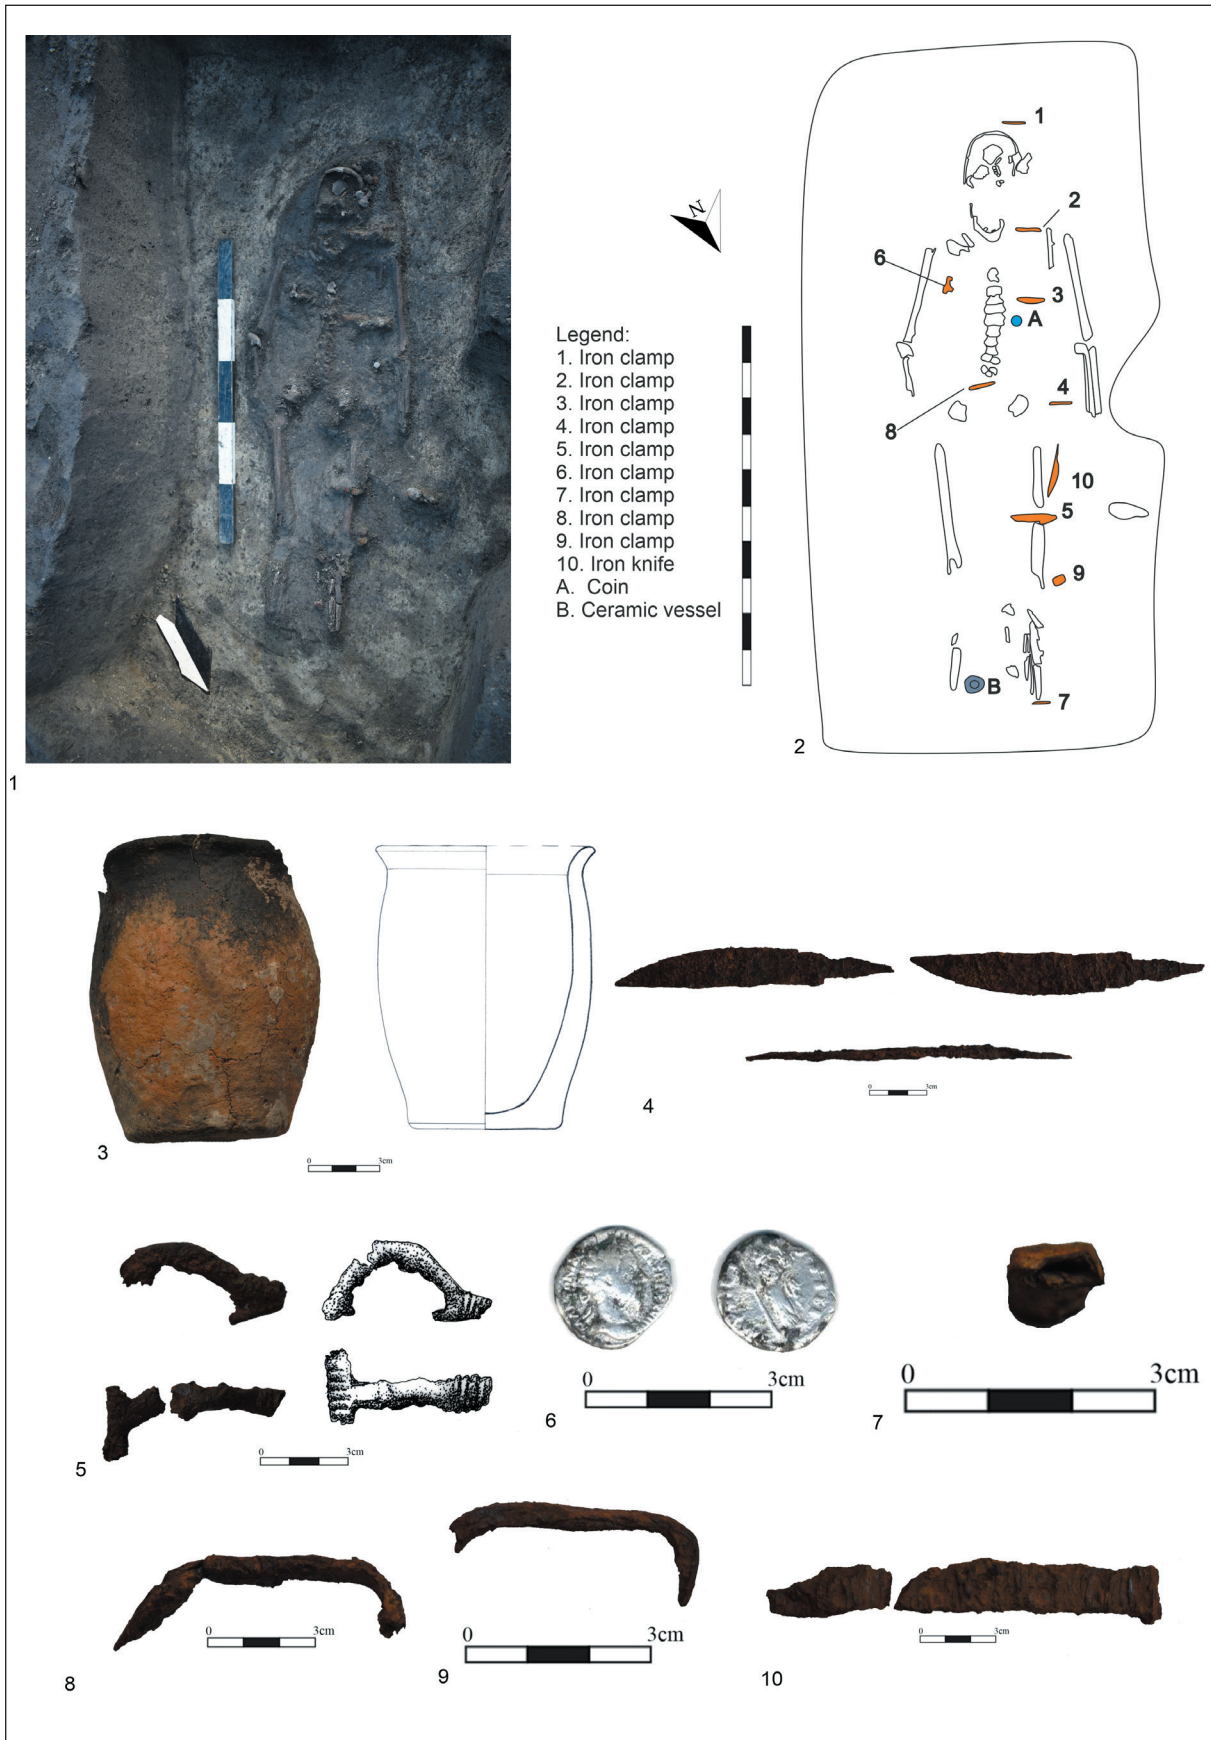 1
N
Legend:
1. Iron clamp
2. Iron clamp
3. Iron clamp
4. Iron clamp
5. Iron clamp
6. Iron clamp
7. Iron clamp
8. Iron clamp
9. Iron clamp
10. Iron knife
A. Coin
B. Ceramic vessel
1
2
6
3
A
4
8
10
5
9
B
7
2
3
0 3cm
4
0 3cm
5
0 3cm
6
0 3cm
7
0 3cm
8
0 3cm
9
0 3cm
10
0 3cm